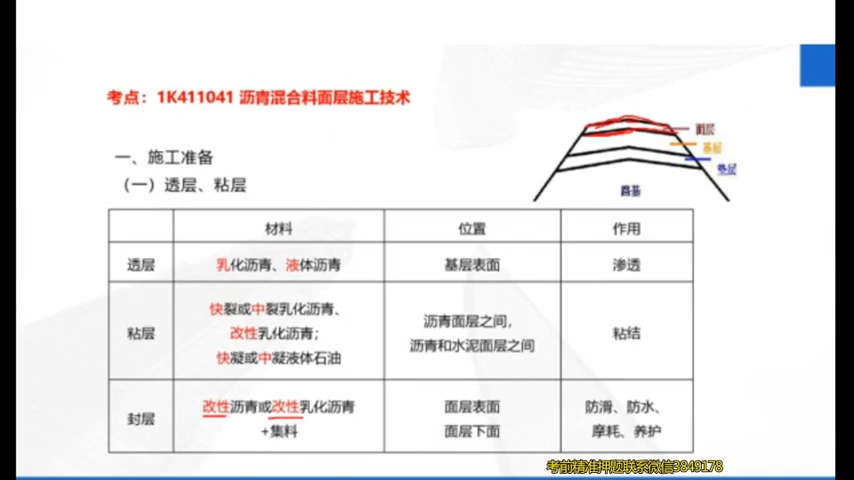 考点：1K411041 沥青混合料面层施工技术
面层
基层
垫层
路基
一、施工准备
（一）透层、粘层
材料 位置 作用
透层 乳化沥青、液体沥青 基层表面 渗透
粘层
快裂或中裂乳化沥青、
改性乳化沥青；
快凝或中凝液体石油
沥青面层之间，
沥青和水泥面层之间
粘结
封层
改性沥青或改性乳化沥青
+集料
面层表面
面层下面
防滑、防水、
摩耗、养护
考前精准押题联系微信3849178